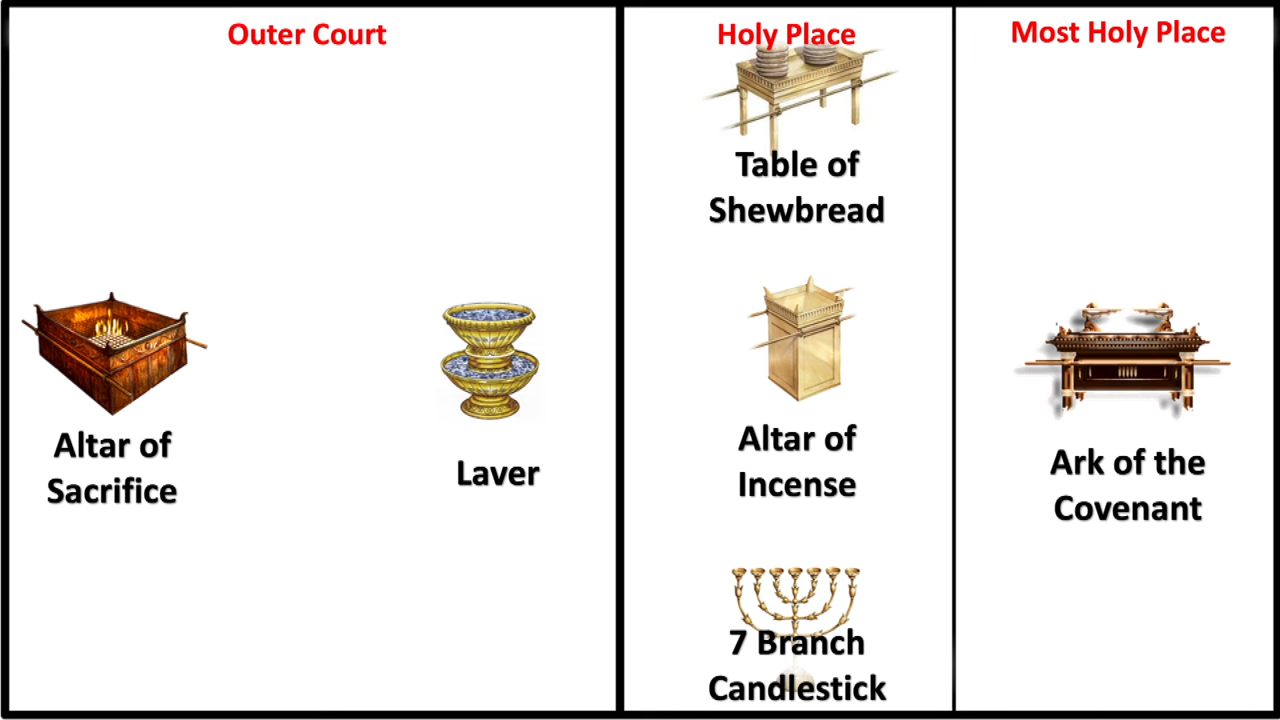 Outer Court
Holy Place
Most Holy Place
Table of
Shewbread
Altar of
Sacrifice
Laver
Altar of
Incense
Ark of the
Covenant
7 Branch
Candlestick